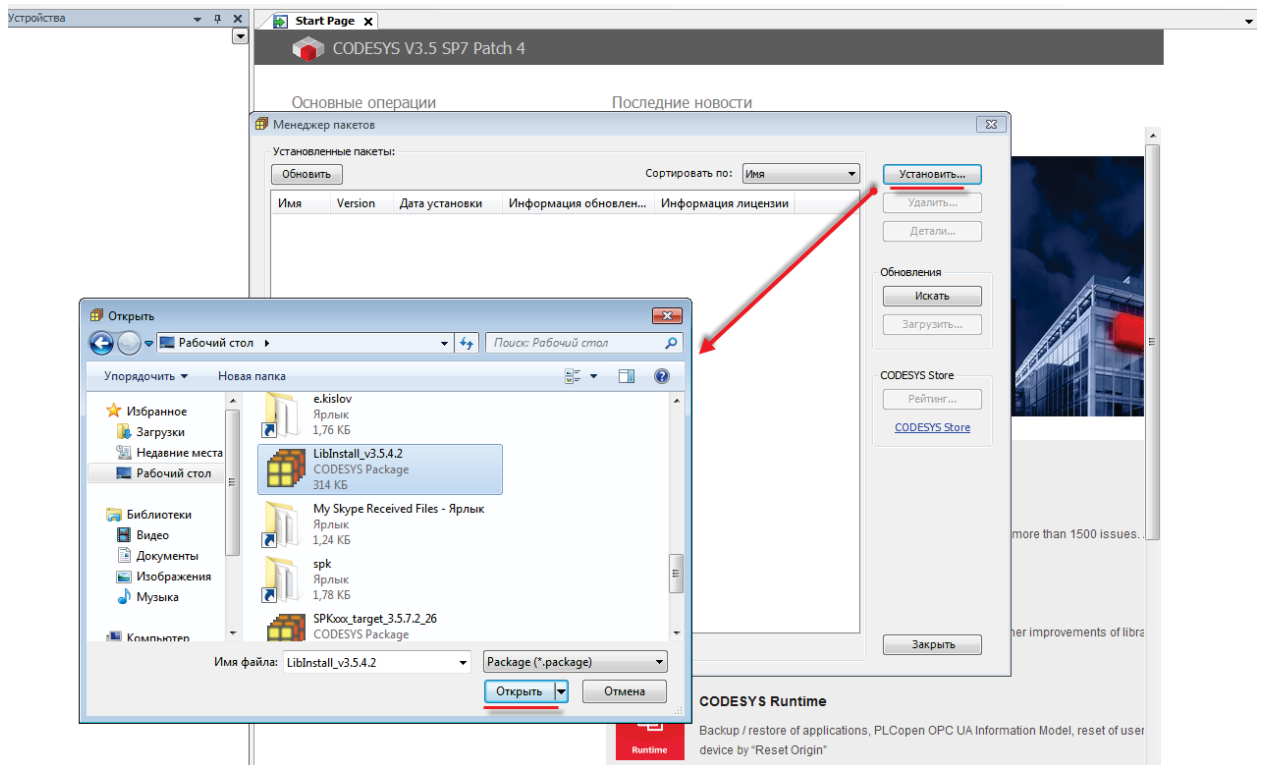 Устройства
Start Page
CODESYS V3.5 SP7 Patch 4
Основные операции
Последние новости
Менеджер пакетов
Установленные пакеты:
Обновить
Сортировать по:
Имя
Имя
Version
Дата установки
Информация обновлен...
Информация лицензии
Установить...
Удалить...
Детали...
Обновления
Искать
Загрузить...
CODESYS Store
Рейтинг...
CODESYS Store
Закрыть
Открыть
Рабочий стол
Поиск: Рабочий стол
Упорядочить
Новая папка
Избранное
Загрузки
Недавние места
Рабочий стол
Библиотеки
Видео
Документы
Изображения
Музыка
Компьютер
e.kislov
Ярлык
1,76 КБ
LibInstall_v3.5.4.2
CODESYS Package
314 КБ
My Skype Received Files - Ярлык
Ярлык
1,24 КБ
spk
Ярлык
1,78 КБ
SPKxxx_target_3.5.7.2_26
CODESYS Package
Имя файла:
LibInstall_v3.5.4.2
Package (*.package)
Открыть
Отмена
more than 1500 issues.
her improvements of libra
CODESYS Runtime
Backup / restore of applications, PLCopen OPC UA Information Model, reset of user
device by "Reset Origin"
Runtime